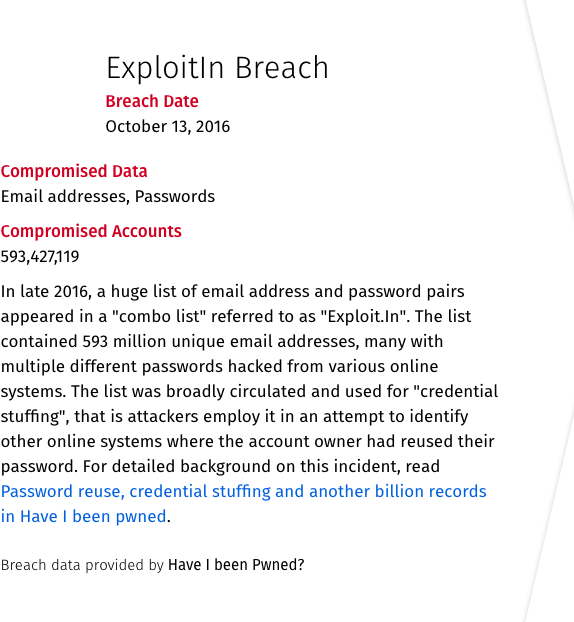 ExploitIn Breach
Breach Date
October 13, 2016
Compromised Data
Email addresses, Passwords
Compromised Accounts
593,427,119
In late 2016, a huge list of email address and password pairs
appeared in a "combo list" referred to as "Exploit.In". The list
contained 593 million unique email addresses, many with
multiple different passwords hacked from various online
systems. The list was broadly circulated and used for "credential
stuffing", that is attackers employ it in an attempt to identify
other online systems where the account owner had reused their
password. For detailed background on this incident, read
Password reuse, credential stuffing and another billion records
in Have I been pwned.
Breach data provided by Have I been Pwned?